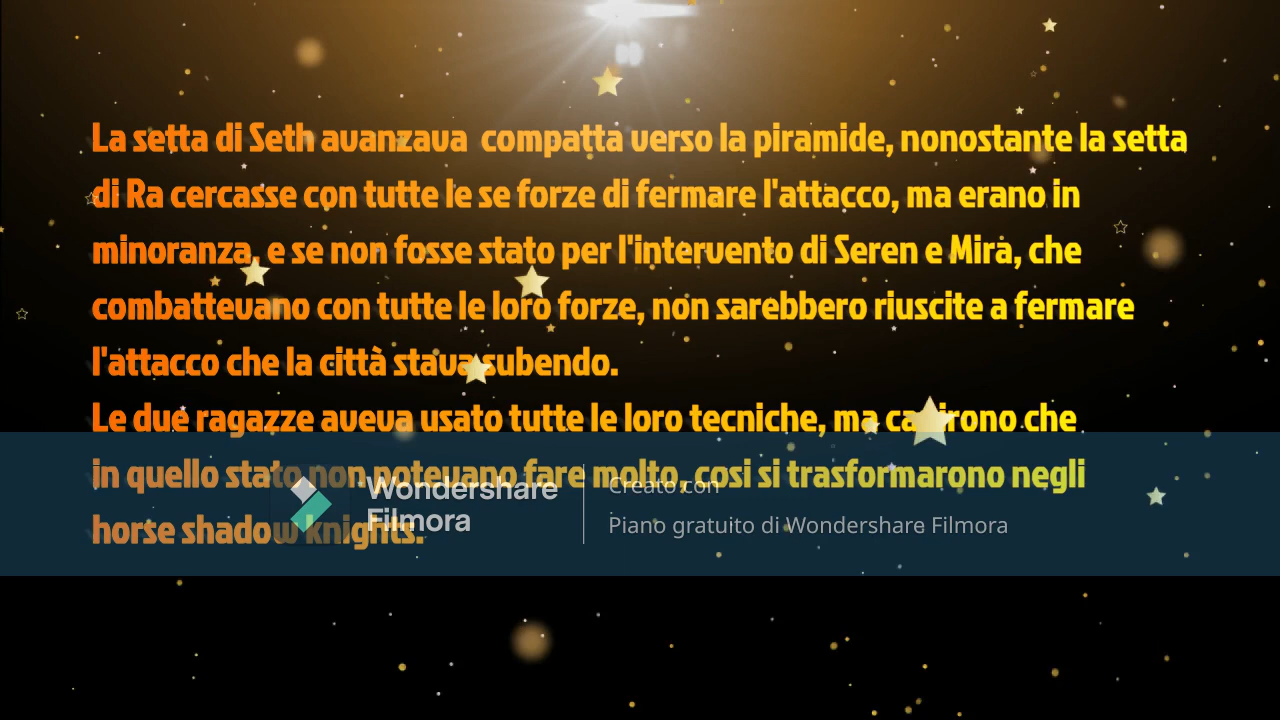 La setta di Seth avanzava compatta verso la piramide, nonostante la setta
di Ra cercasse con tutte le se forze di fermare l'attacco, ma erano in
minoranza, e se non fosse stato per l'intervento di Seren e Mira, che
combattevano con tutte le loro forze, non sarebbero riuscite a fermare
l'attacco che la città stava subendo.
Le due ragazze aveva usato tutte le loro tecniche, ma che
in quello stato non potevano fare molto, cosi si trasformarono negli
horse shadow knights.
Wondershare
Filmora
Creato con
Piano gratuito di Wondershare Filmora